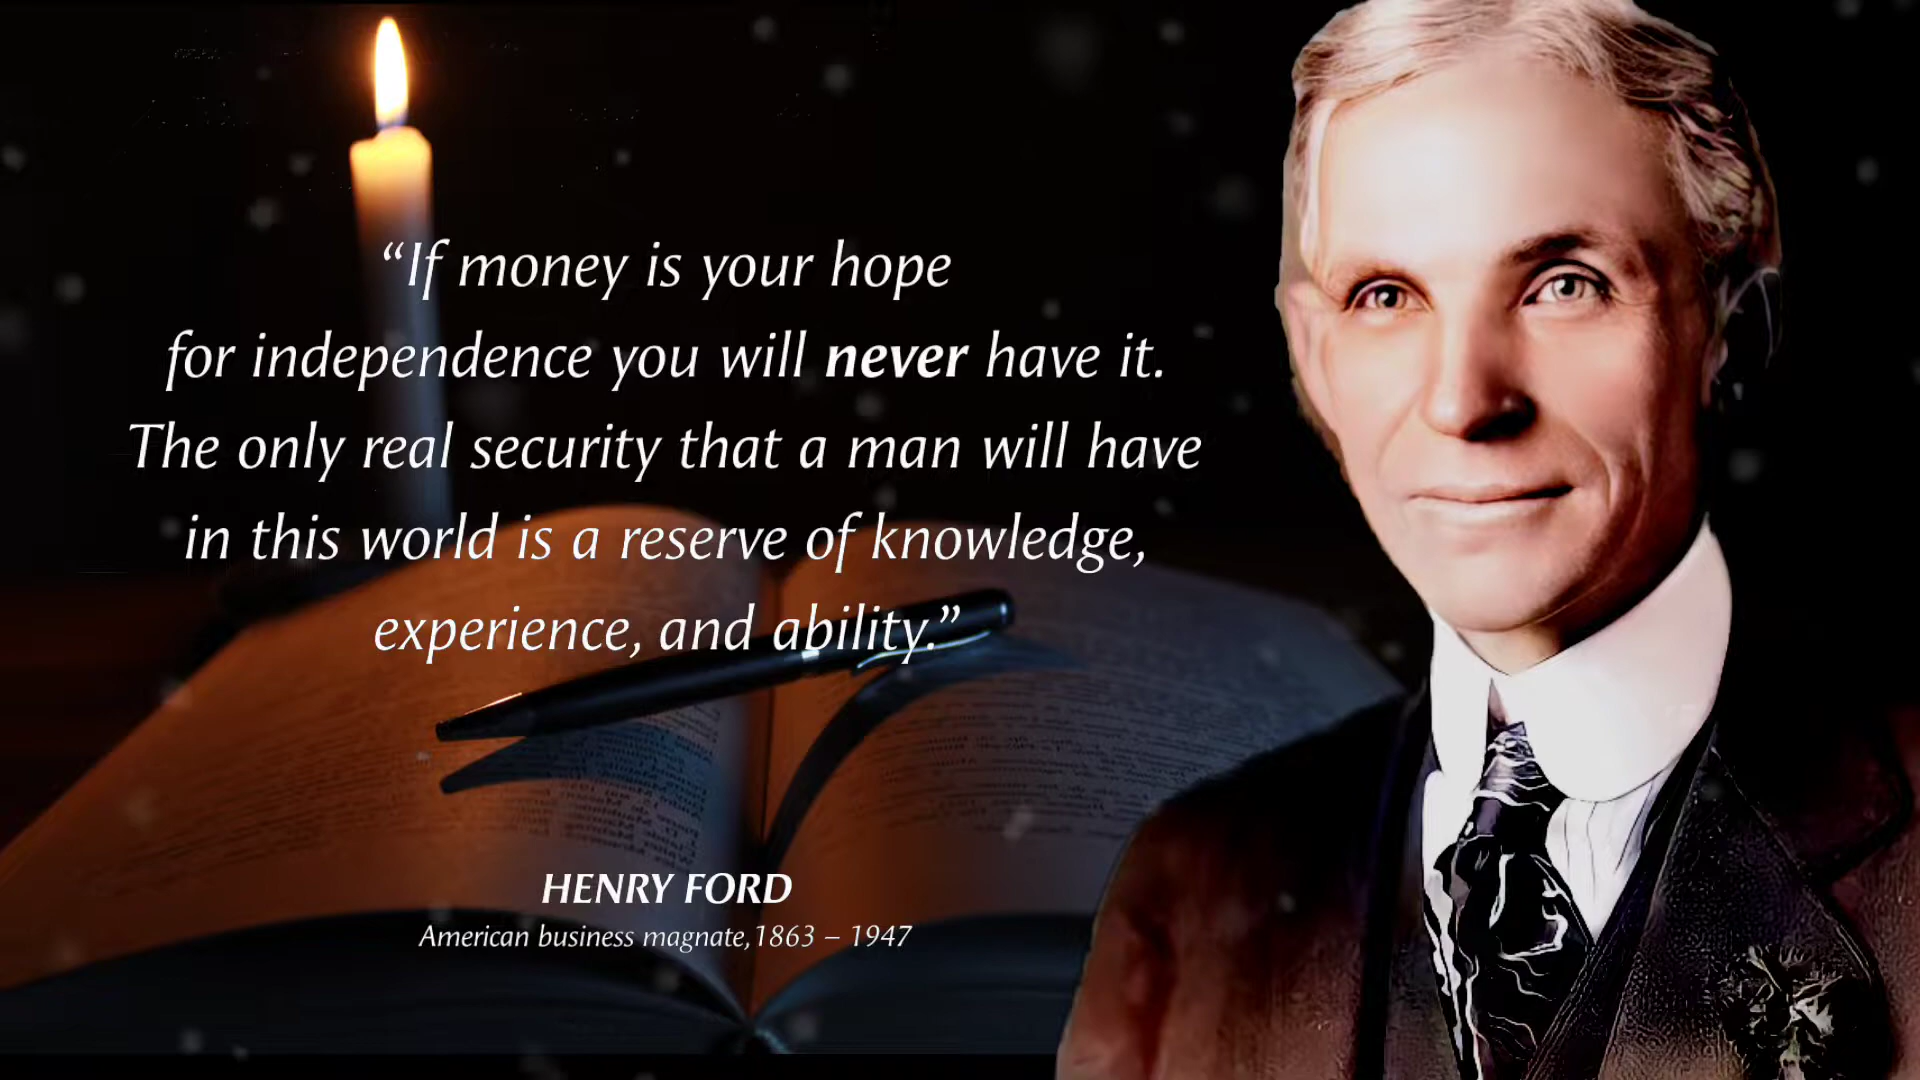 “If money is your hope
for independence you will never have it.
The only real security that a man will have
in this world is a reserve of knowledge,
experience, and ability.”
HENRY FORD
American business magnate, 1863 – 1947